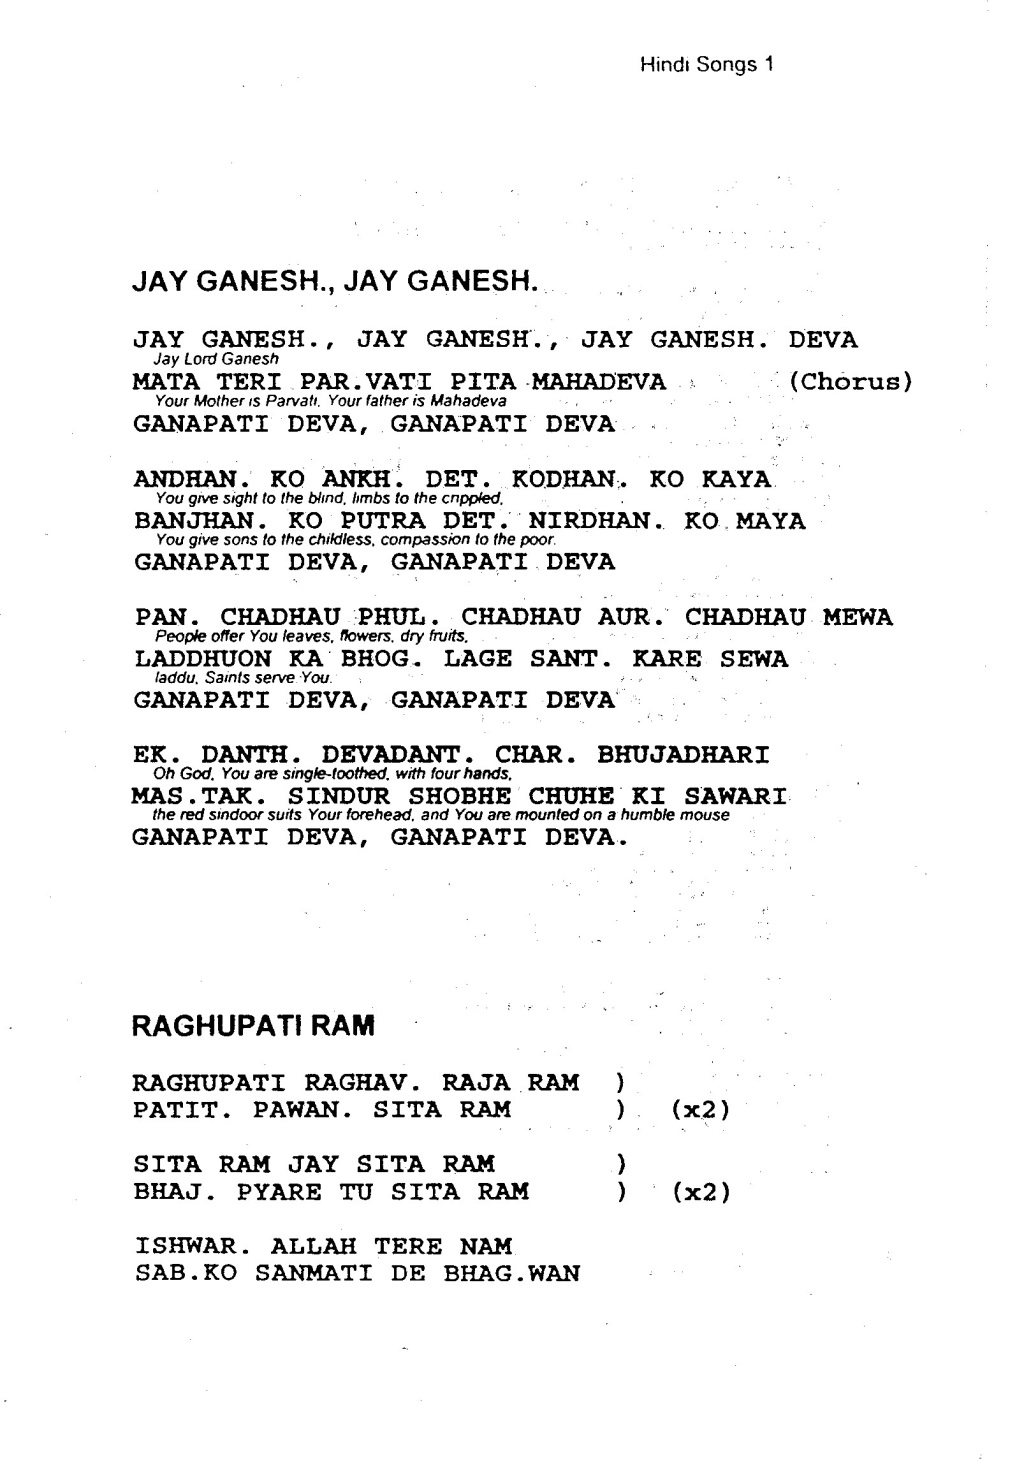 Hindi Songs 1
JAY GANESH., JAY GANESH.
JAY GANESH., JAY GANESH., JAY GANESH. DEVA
Jay Lord Ganesh
MATA TERI PAR.VATI PITA MAHADEVA (Chorus)
Your Mother is Parvati, Your father is Mahadeva
GANAPATI DEVA, GANAPATI DEVA
ANDHAN. KO ANKH. DET. KODHAN. KO KAYA
You give sight to the blind, limbs to the crippled,
BANJHAN. KO PUTRA DET. NIRDHAN. KO MAYA
You give sons to the childless, compassion to the poor.
GANAPATI DEVA, GANAPATI DEVA
PAN. CHADHAU PHUL. CHADHAU AUR. CHADHAU MEWA
People offer You leaves, flowers, dry fruits,
LADDHUON KA BHOG. LAGE SANT. KARE SEWA
laddu, Saints serve You.
GANAPATI DEVA, GANAPATI DEVA
EK. DANTH. DEVADANT. CHAR. BHUJADHARI
Oh God, You are single-toothed, with four hands,
MAS.TAK. SINDUR SHOBHE CHUHE KI SAWARI
the red sindoor suits Your forehead, and You are mounted on a humble mouse
GANAPATI DEVA, GANAPATI DEVA.
RAGHUPATI RAM
RAGHUPATI RAGHAV. RAJA RAM )
PATIT. PAWAN. SITA RAM ) (x2)
SITA RAM JAY SITA RAM )
BHAJ. PYARE TU SITA RAM ) (x2)
ISHWAR. ALLAH TERE NAM
SAB.KO SANMATI DE BHAG.WAN